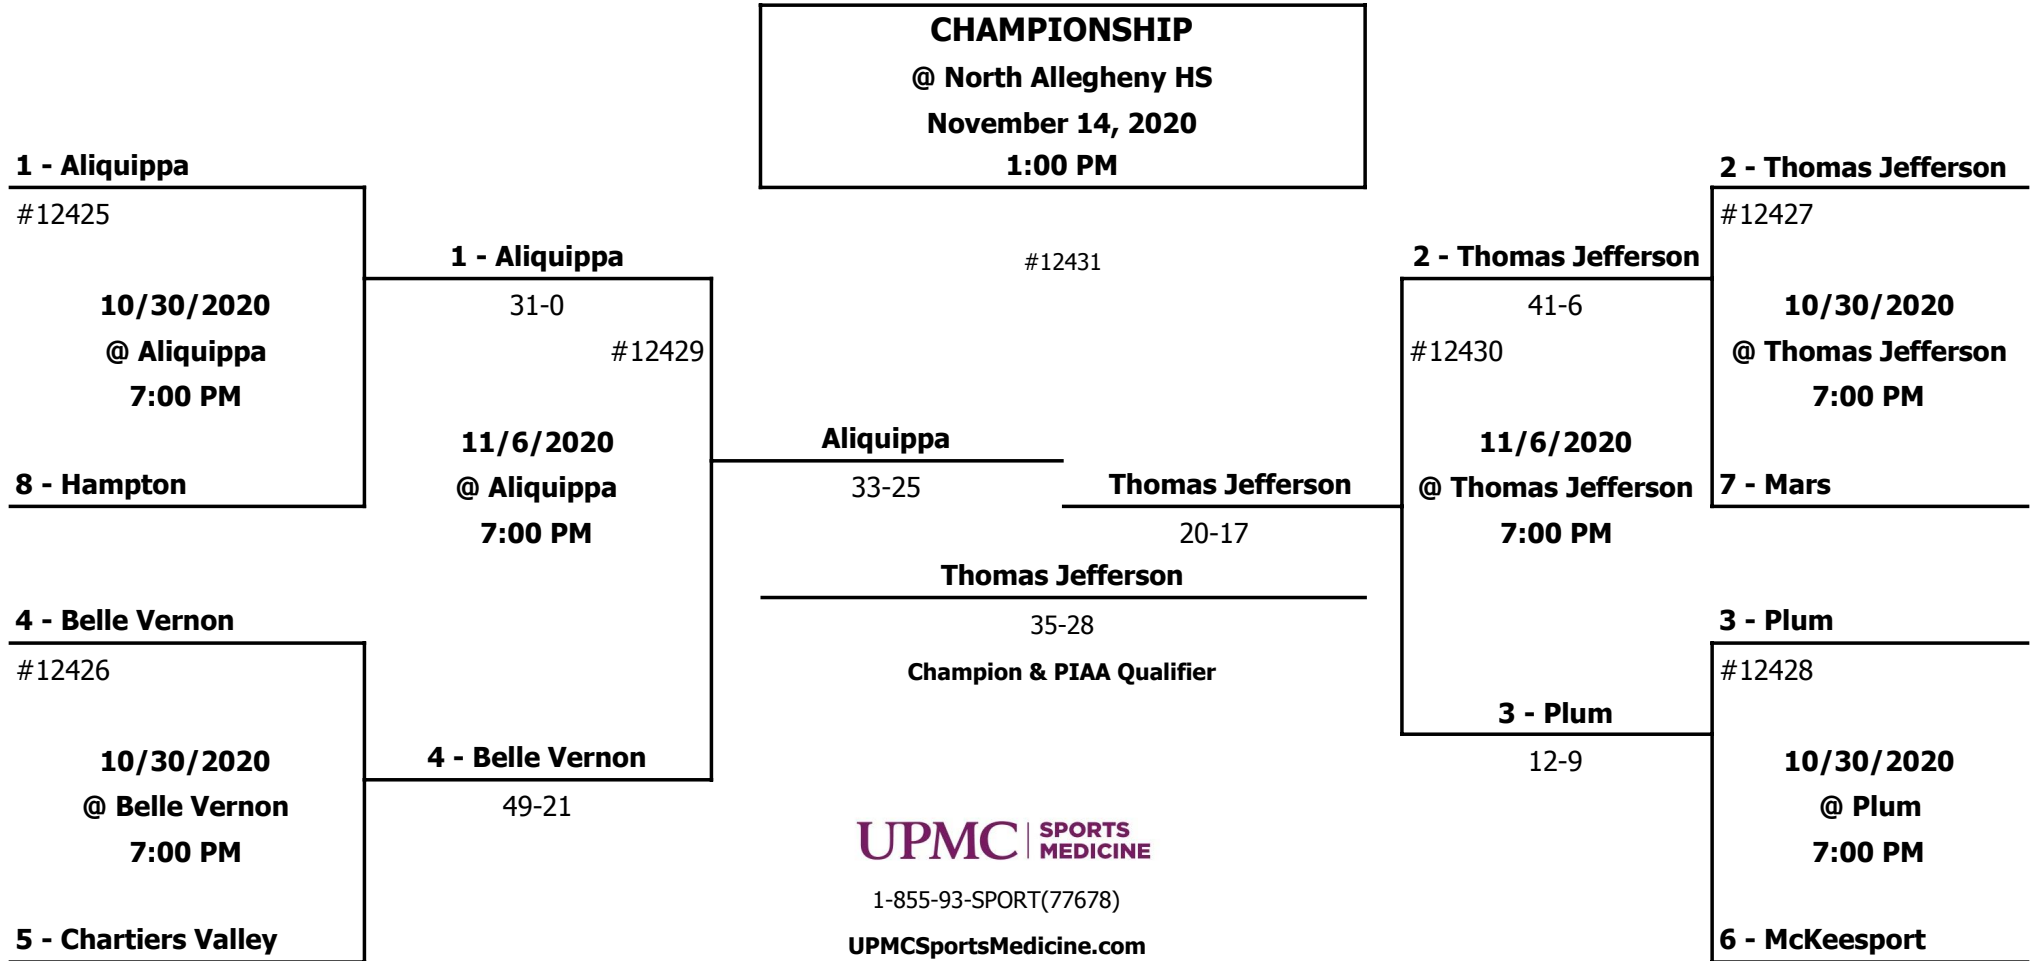 CHAMPIONSHIP
@ North Allegheny HS
November 14, 2020
1:00 PM
#12431
1 - Aliquippa
#12425
10/30/2020
@ Aliquippa
7:00 PM
8 - Hampton
4 - Belle Vernon
#12426
10/30/2020
@ Belle Vernon
7:00 PM
5 - Chartiers Valley
1 - Aliquippa
31-0
#12429
11/6/2020
@ Aliquippa
7:00 PM
4 - Belle Vernon
49-21
Aliquippa
33-25
Thomas Jefferson
20-17
Thomas Jefferson
35-28
Champion & PIAA Qualifier
2 - Thomas Jefferson
41-6
#12430
11/6/2020
@ Thomas Jefferson
7:00 PM
3 - Plum
12-9
2 - Thomas Jefferson
#12427
10/30/2020
@ Thomas Jefferson
7:00 PM
7 - Mars
3 - Plum
#12428
10/30/2020
@ Plum
7:00 PM
6 - McKeesport
UPMC SPORTS
MEDICINE
1-855-93-SPORT(77678)
UPMCSportsMedicine.com